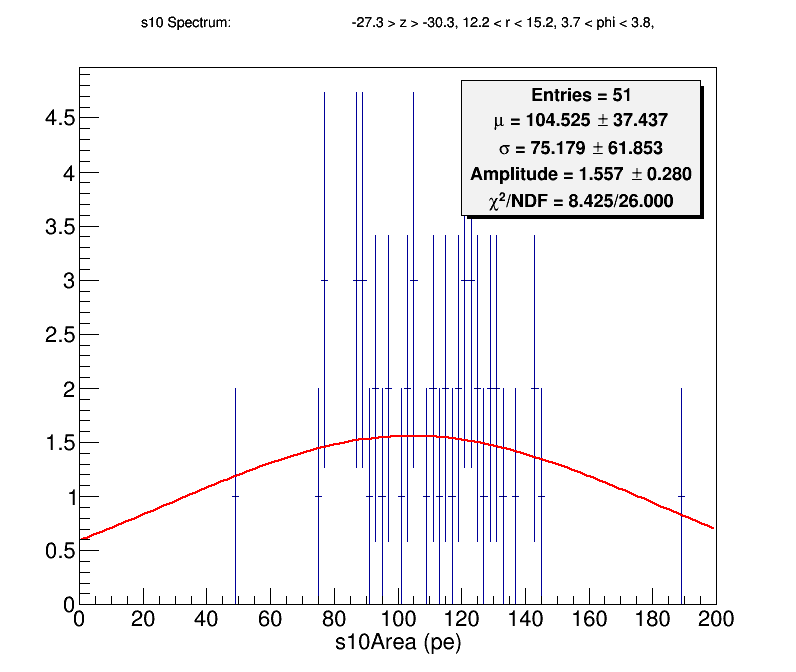 s10 Spectrum: -27.3 > z > -30.3, 12.2 < r < 15.2, 3.7 < phi < 3.8,
Entries = 51
μ = 104.525 ± 37.437
σ = 75.179 ± 61.853
Amplitude = 1.557 ± 0.280
χ²/NDF = 8.425/26.000
4.5
4
3.5
3
2.5
2
1.5
1
0.5
0
0 20 40 60 80 100 120 140 160 180 200
s10Area (pe)